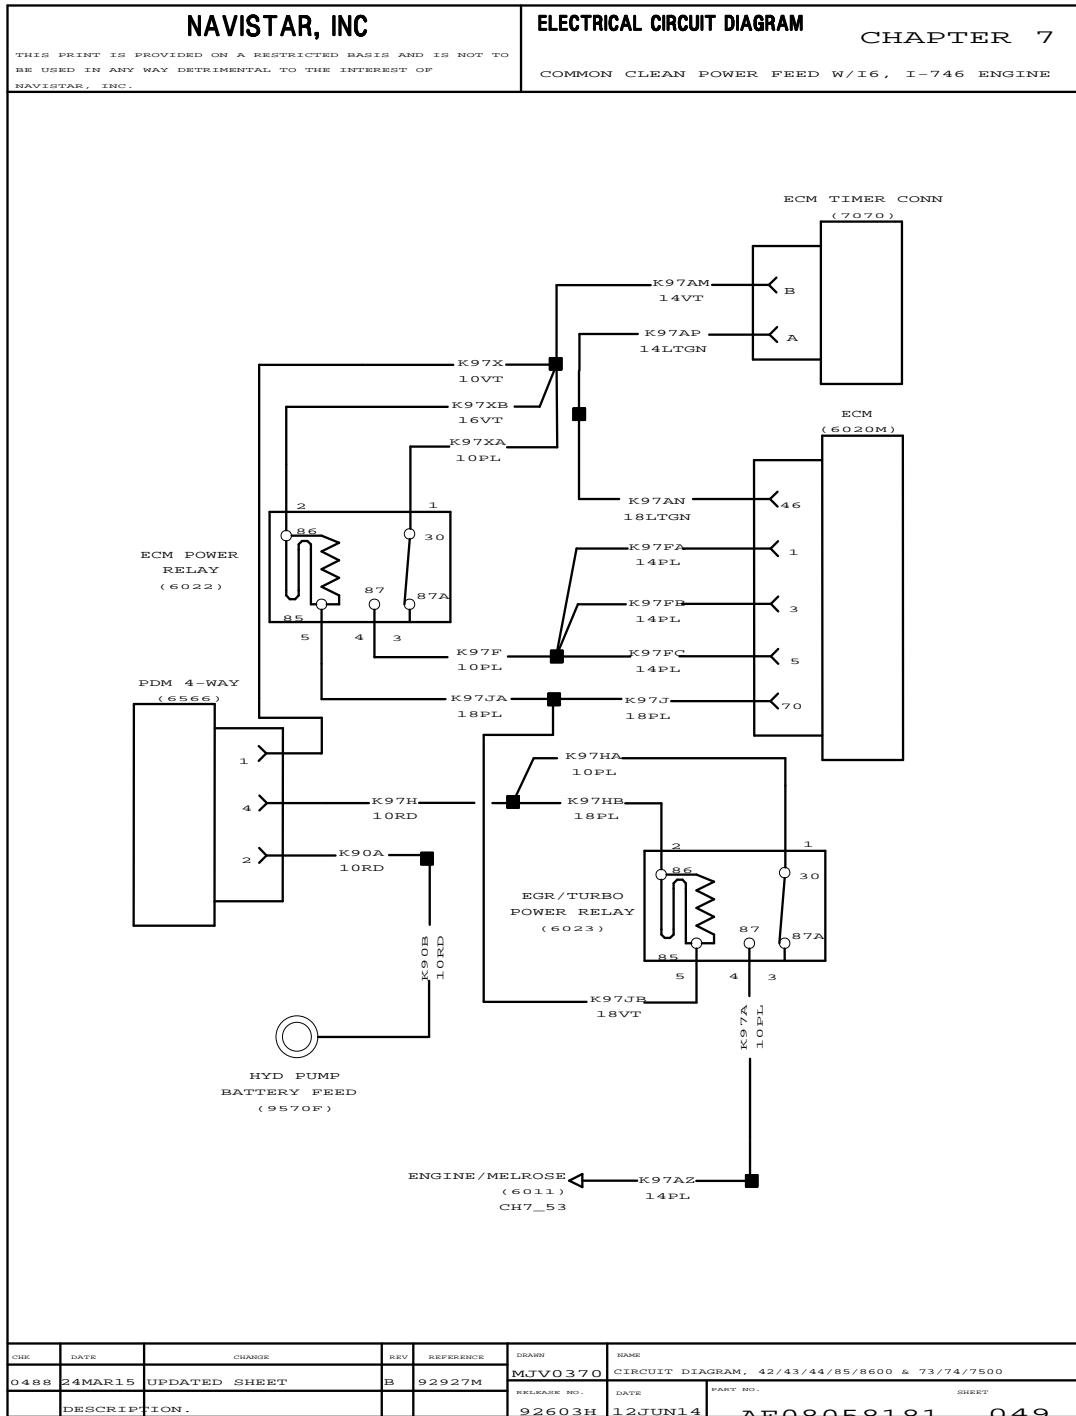 NAVISTAR, INC
THIS PRINT IS PROVIDED ON A RESTRICTED BASIS AND IS NOT TO
BE USED IN ANY WAY DETRIMENTAL TO THE INTEREST OF
NAVISTAR, INC.
ELECTRICAL CIRCUIT DIAGRAM
CHAPTER 7
COMMON CLEAN POWER FEED W/I6, I-746 ENGINE
ECM TIMER CONN
(7070)
K97AM
14VT
B
K97AP
14LTGN
A
K97X
10VT
K97XB
16VT
K97XA
10PL
ECM
(6020M)
K97AN
18LTGN
46
K97FA
14PL
1
K97FB
14PL
3
K97FC
14PL
5
K97J
18PL
70
ECM POWER
RELAY
(6022)
2
1
86
30
87
87A
85
5
4
3
K97F
10PL
K97JA
18PL
PDM 4-WAY
(6566)
1
4
2
K97H
10RD
K90A
10RD
K90B
10RD
K97HA
10PL
K97HB
18PL
EGR/TURBO
POWER RELAY
(6023)
2
1
86
30
87
87A
85
5
4
3
K97JB
18VT
K97A
10PL
HYD PUMP
BATTERY FEED
(9570F)
ENGINE/MELROSE
(6011)
CH7_53
K97AZ
14PL
CHK
DATE
CHANGE
REV
REFERENCE
DRAWN
NAME
0488
24MAR15
UPDATED SHEET
B
92927M
MJV0370
CIRCUIT DIAGRAM, 42/43/44/85/8600 & 73/74/7500
RELEASE NO.
DATE
PART NO.
SHEET
DESCRIPTION.
92603H
12JUN14
AE08058181
049